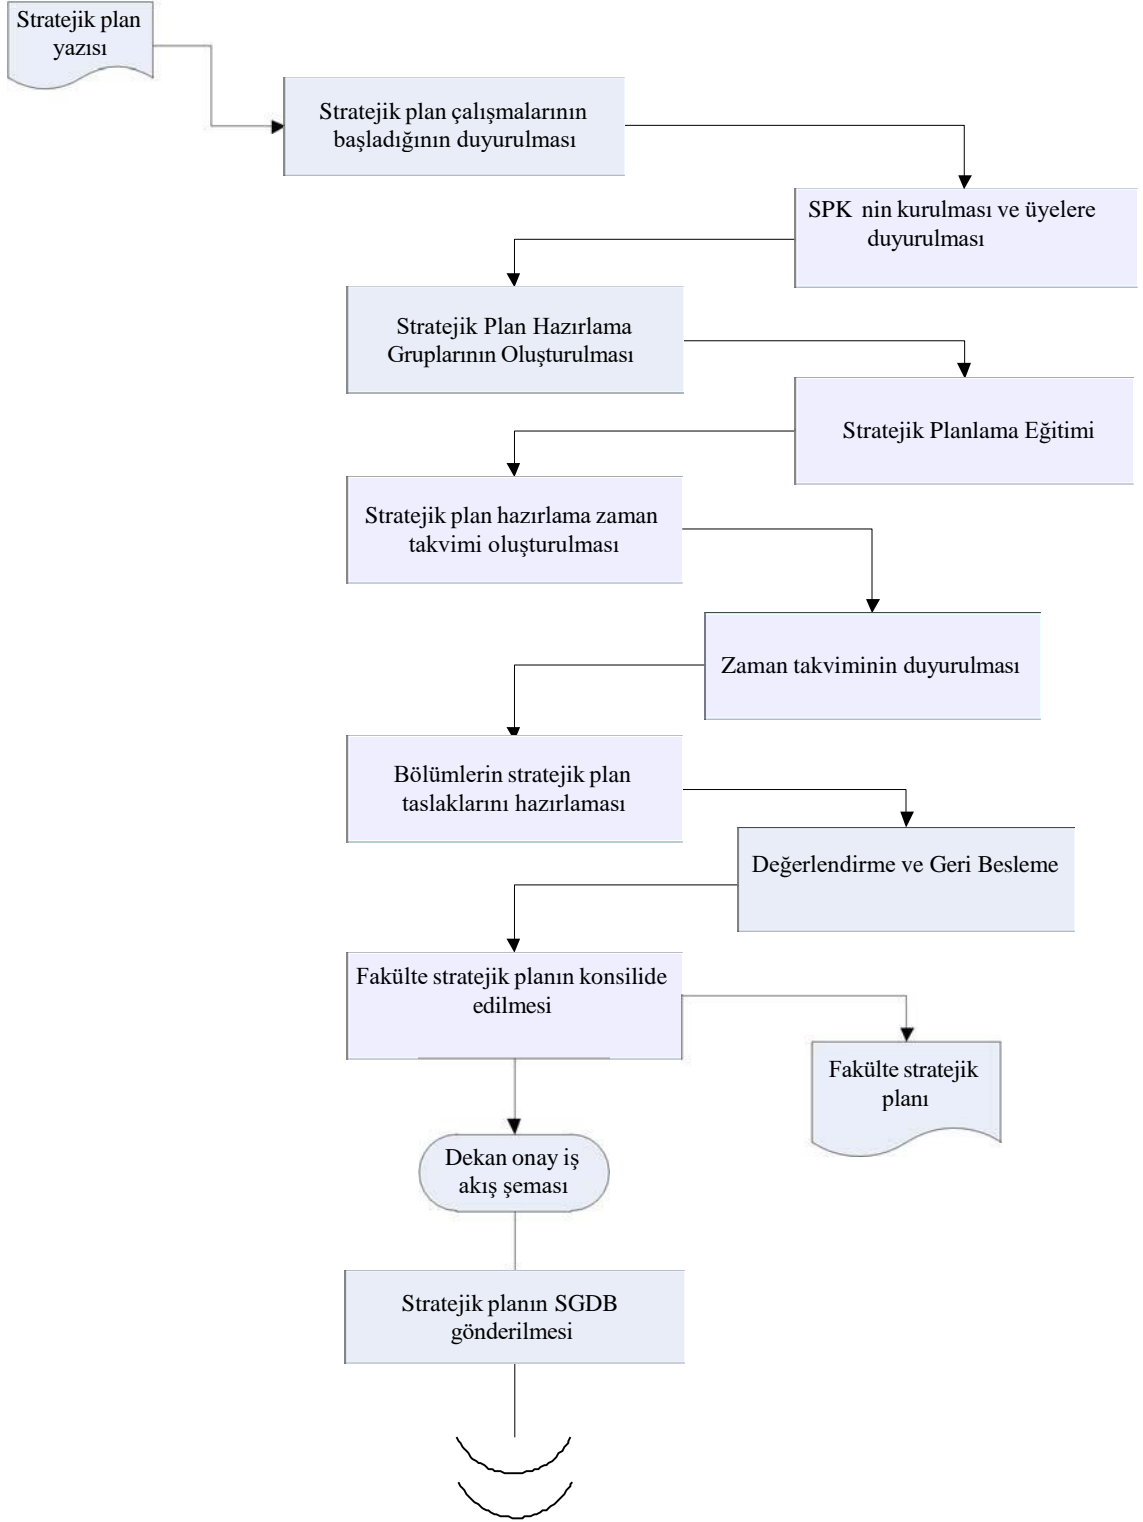 Stratejik plan
yazısı
Stratejik plan çalışmalarının
başladığının duyurulması
SPK nin kurulması ve üyelere
duyurulması
Stratejik Plan Hazırlama
Gruplarının Oluşturulması
Stratejik Planlama Eğitimi
Stratejik plan hazırlama zaman
takvimi oluşturulması
Zaman takviminin duyurulması
Bölümlerin stratejik plan
taslaklarını hazırlaması
Değerlendirme ve Geri Besleme
Fakülte stratejik planın konsilide
edilmesi
Fakülte stratejik
planı
Dekan onay iş
akış şeması
Stratejik planın SGDB
gönderilmesi